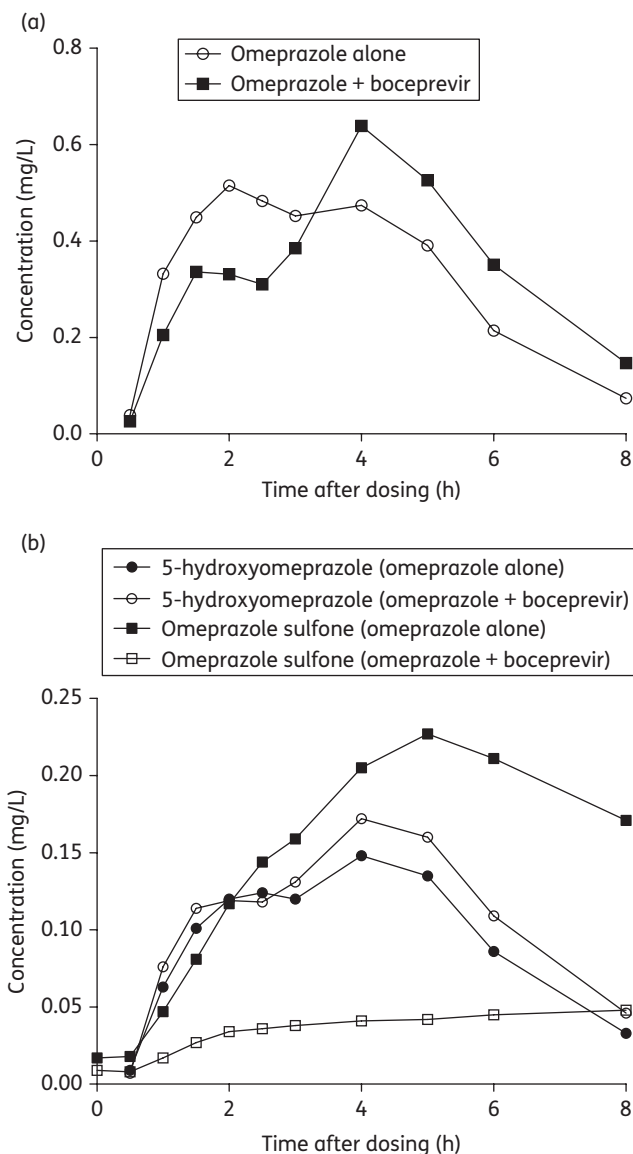 (a)
Omeprazole alone
Omeprazole + boceprevir
0.8
0.6
0.4
0.2
0.0
Concentration (mg/L)
0 2 4 6 8
Time after dosing (h)
(b)
5-hydroxyomeprazole (omeprazole alone)
5-hydroxyomeprazole (omeprazole + boceprevir)
Omeprazole sulfone (omeprazole alone)
Omeprazole sulfone (omeprazole + boceprevir)
0.25
0.20
0.15
0.10
0.05
0.00
Concentration (mg/L)
0 2 4 6 8
Time after dosing (h)